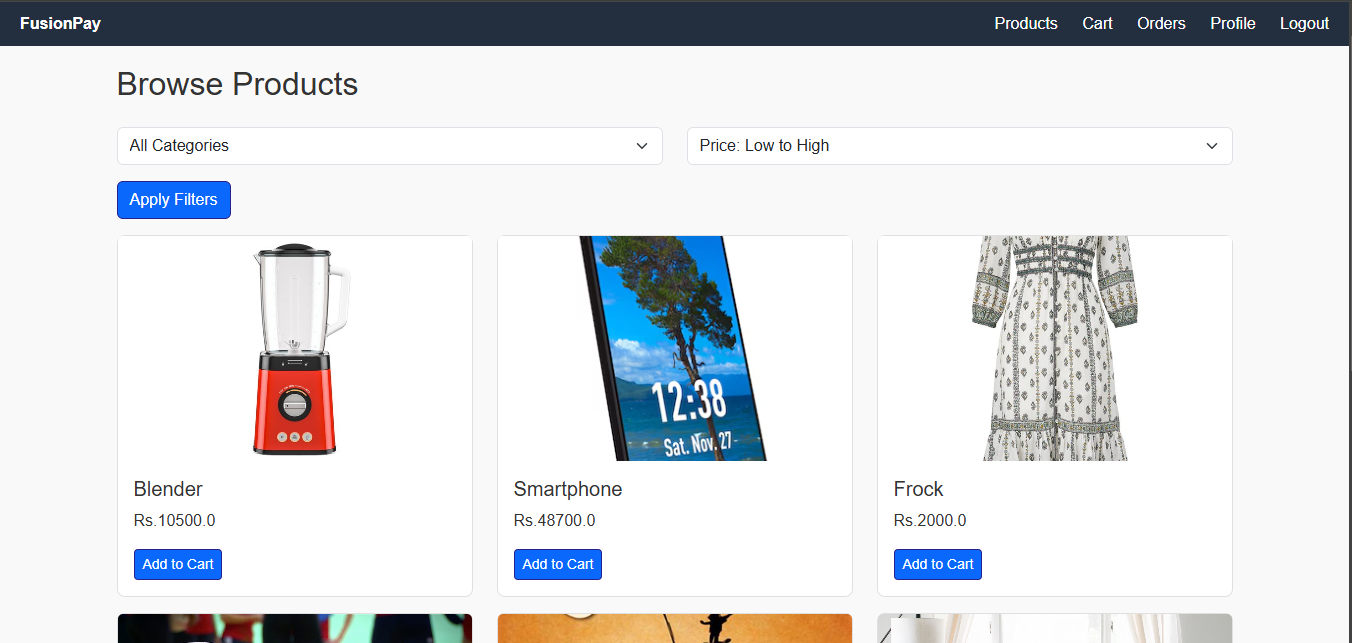 FusionPay Products Cart Orders Profile Logout
Browse Products
All Categories Price: Low to High
Apply Filters
12:38
Sat. Nov. 27
Blender Smartphone Frock
Rs.10500.0 Rs.48700.0 Rs.2000.0
Add to Cart Add to Cart Add to Cart